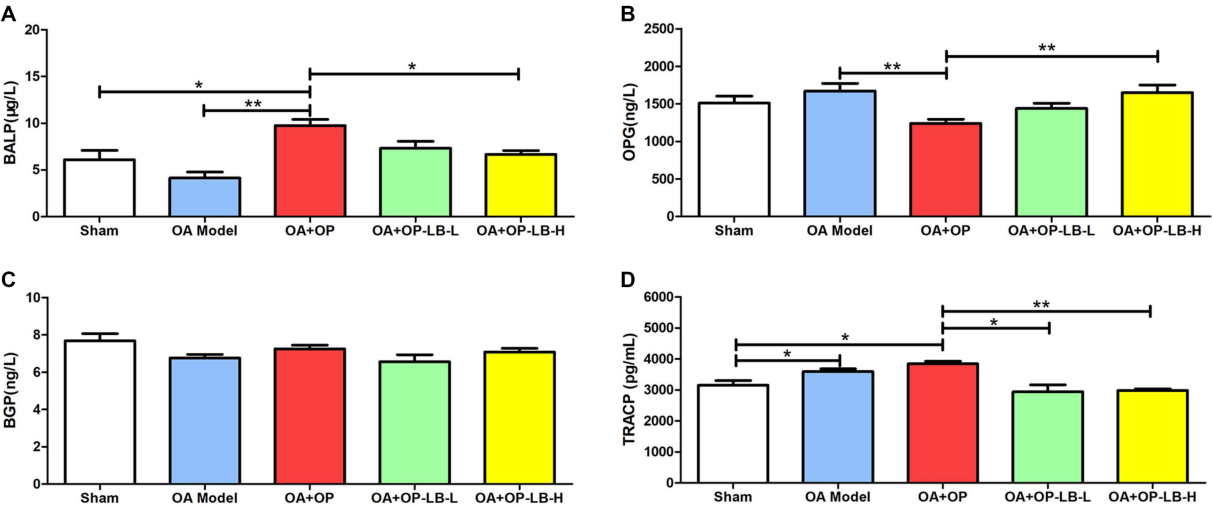 A
BALP(µg/L)
20
15
10
5
0
*
**
*
Sham OA Model OA+OP OA+OP-LB-L OA+OP-LB-H
B
OPG(ng/L)
2500
2000
1500
1000
500
0
**
**
Sham OA Model OA+OP OA+OP-LB-L OA+OP-LB-H
C
BGP(ng/L)
10
8
6
4
2
0
Sham OA Model OA+OP OA+OP-LB-L OA+OP-LB-H
D
TRACP (pg/mL)
6000
5000
4000
3000
2000
1000
0
**
*
*
*
Sham OA Model OA+OP OA+OP-LB-L OA+OP-LB-H